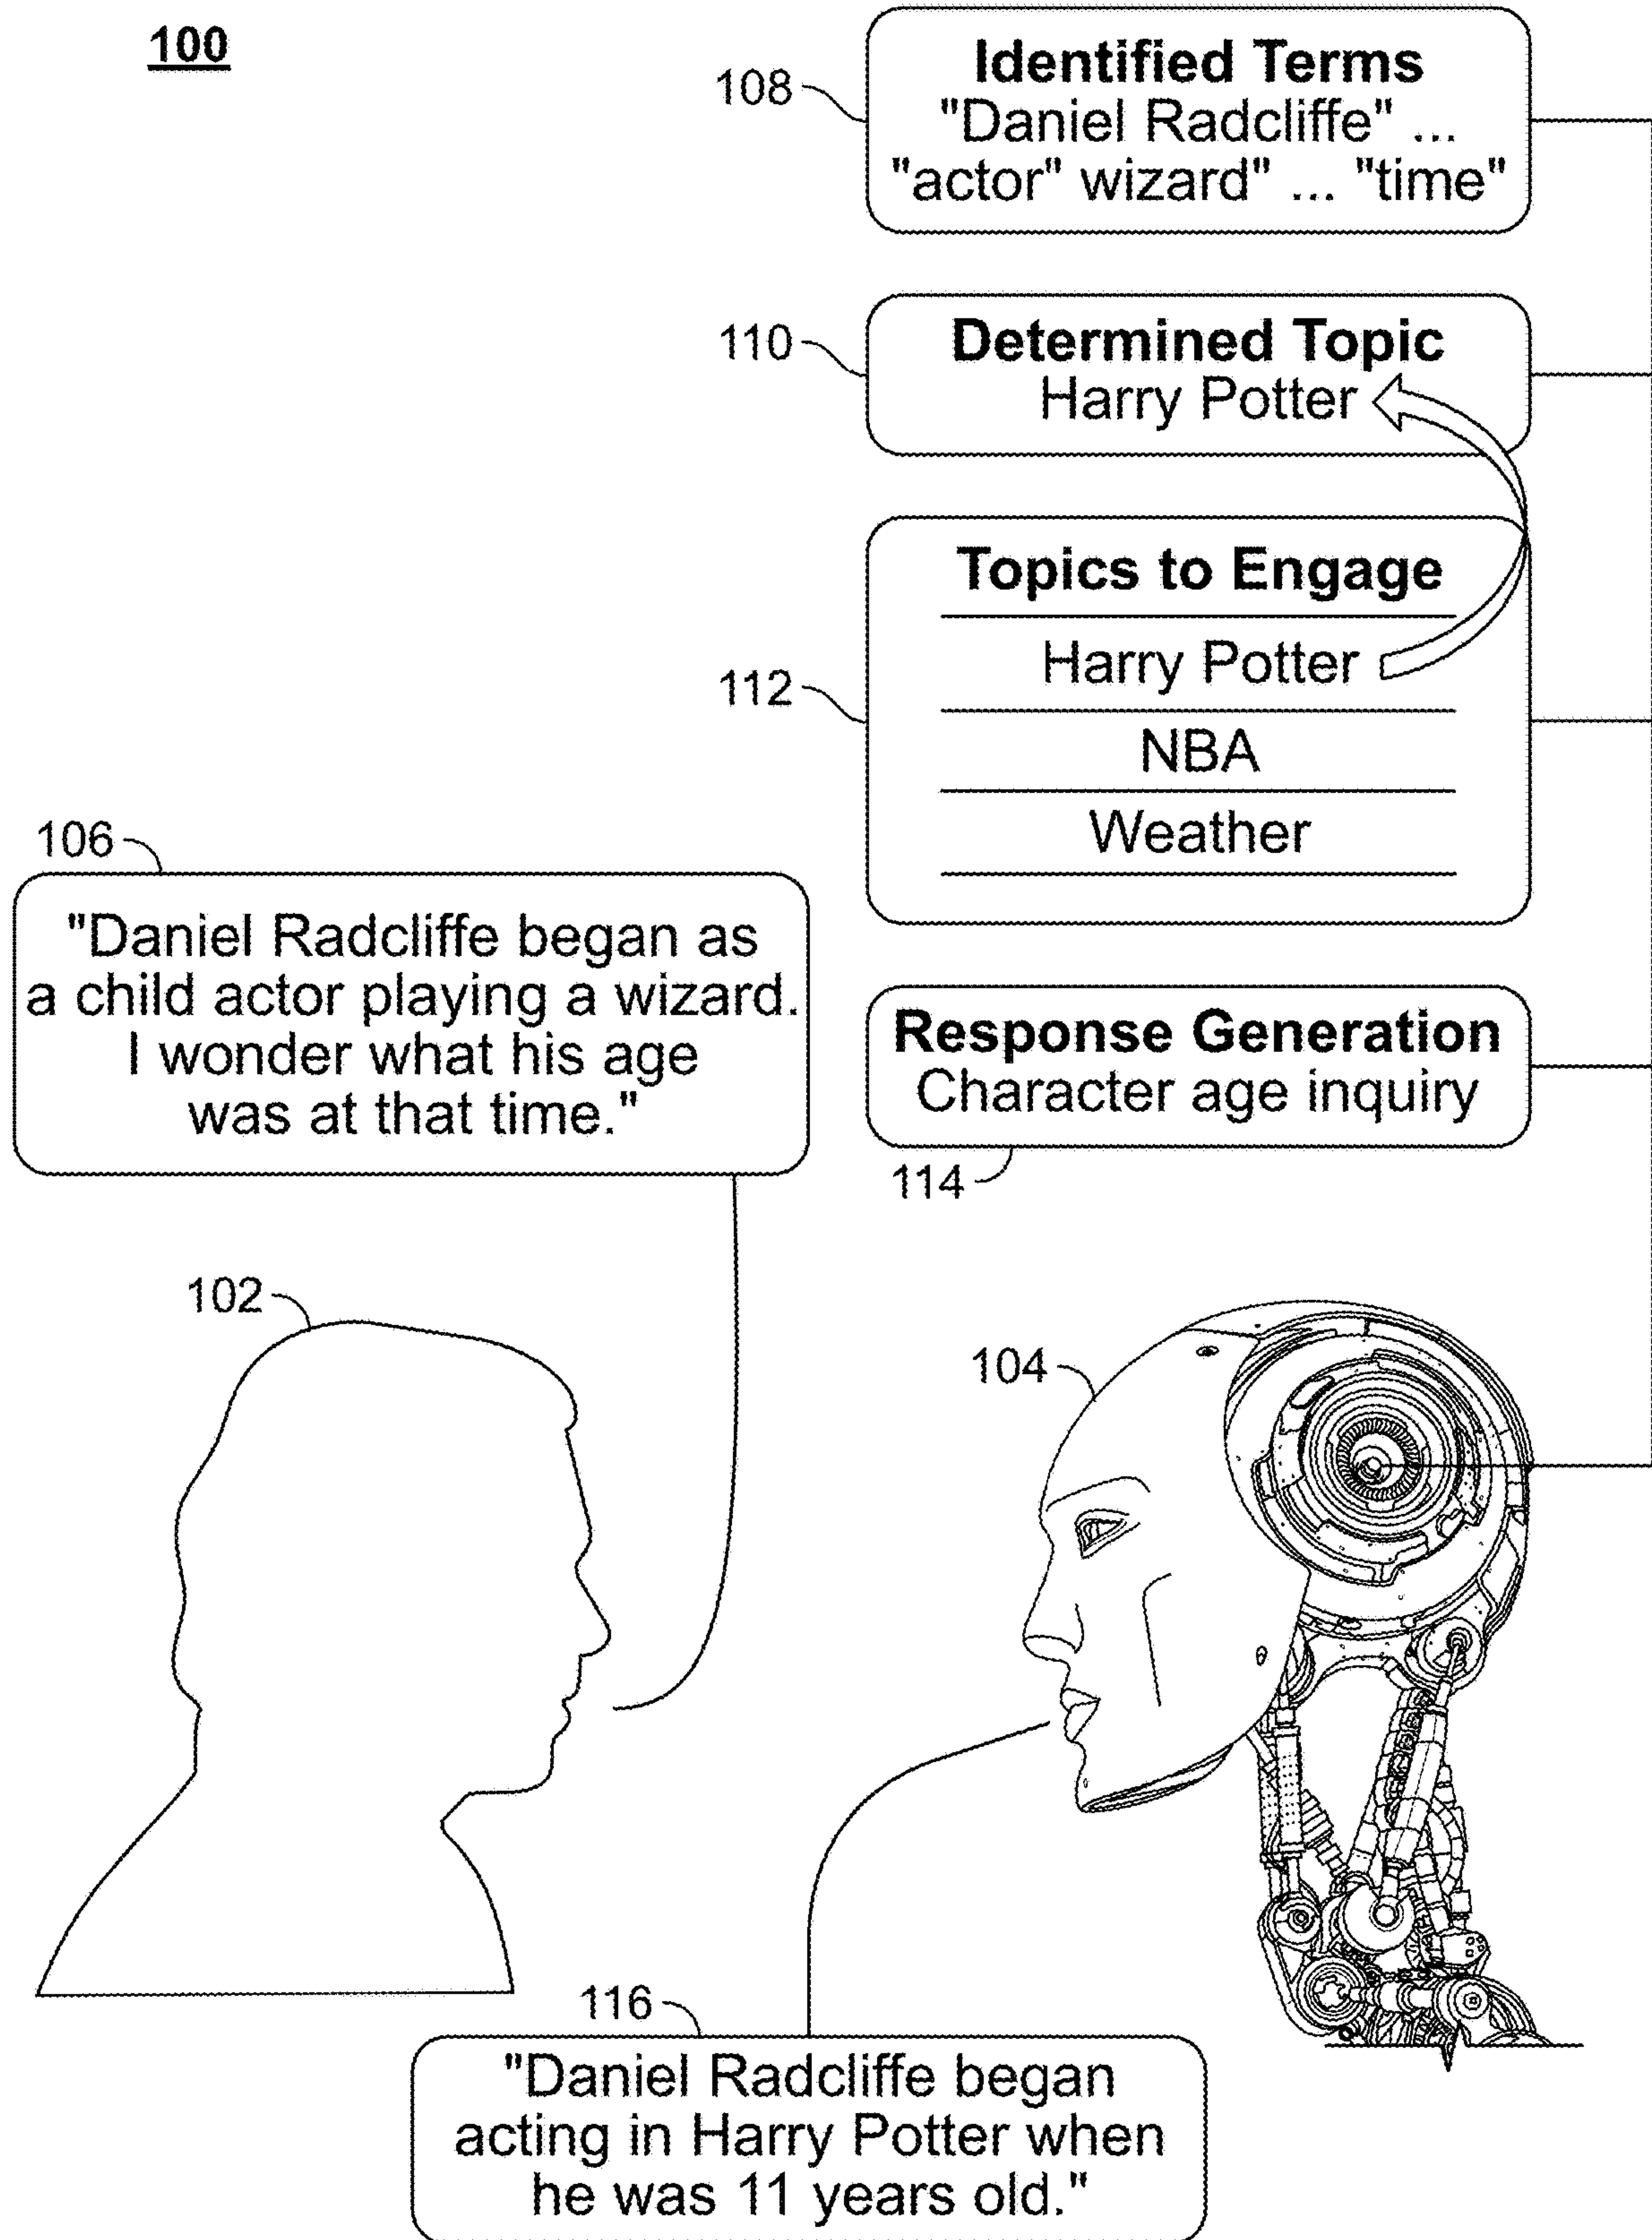 100
108
Identified Terms
"Daniel Radcliffe" ...
"actor" wizard" ... "time"
110
Determined Topic
Harry Potter
112
Topics to Engage
Harry Potter
NBA
Weather
106
"Daniel Radcliffe began as
a child actor playing a wizard.
I wonder what his age
was at that time."
Response Generation
Character age inquiry
114
102
104
116
"Daniel Radcliffe began
acting in Harry Potter when
he was 11 years old."